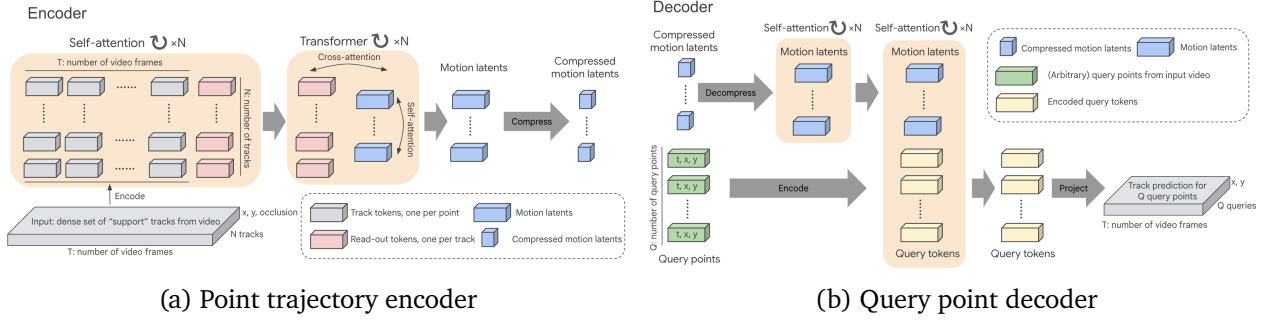 Encoder
Self-attention ×N
T: number of video frames
N: number of tracks
Encode
Input: dense set of “support” tracks from video
x, y, occlusion
N tracks
T: number of video frames
Transformer ×N
Cross-attention
Self-attention
Motion latents
Compress
Compressed
motion latents
Track tokens, one per point
Motion latents
Read-out tokens, one per track
Compressed motion latents
(a) Point trajectory encoder
Decoder
Compressed
motion latents
Decompress
Self-attention ×N
Motion latents
Self-attention ×N
Motion latents
Compressed motion latents
Motion latents
(Arbitrary) query points from input video
Encoded query tokens
Q: number of query points
t, x, y
t, x, y
t, x, y
Query points
Encode
Query tokens
Query tokens
Project
Track prediction for
Q query points
x, y
Q queries
T: number of video frames
(b) Query point decoder